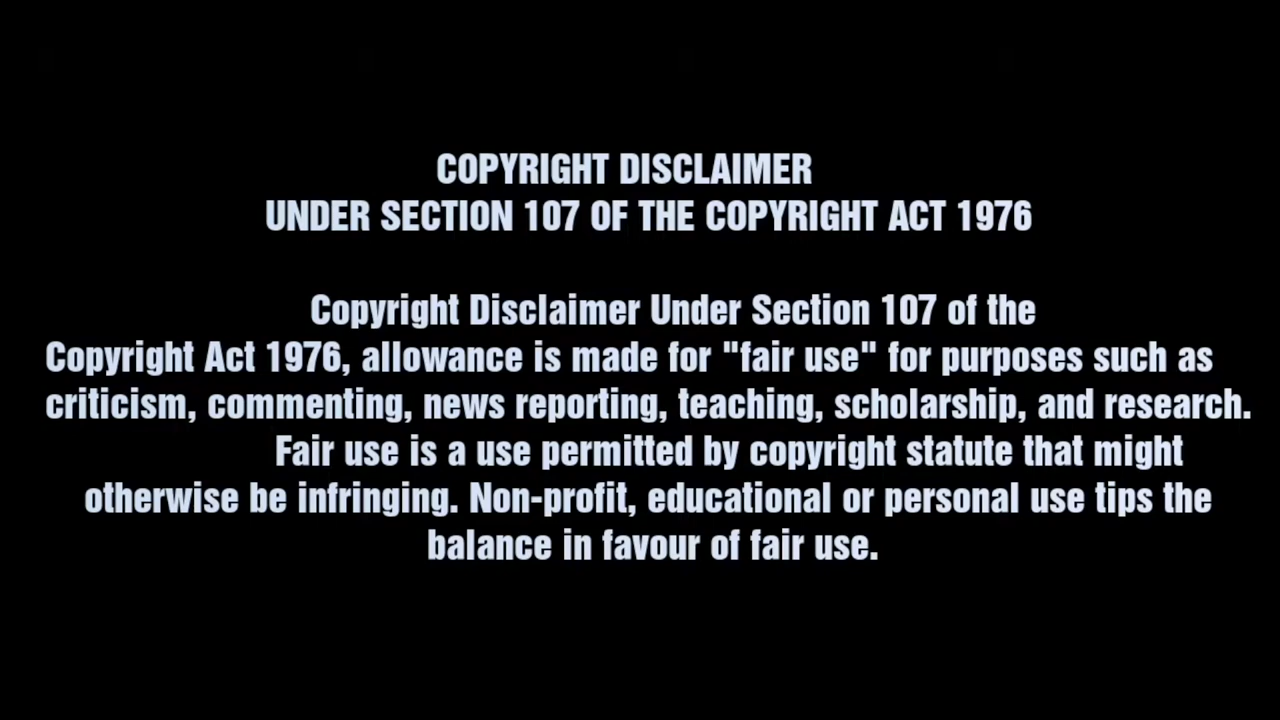 COPYRIGHT DISCLAIMER
UNDER SECTION 107 OF THE COPYRIGHT ACT 1976
Copyright Disclaimer Under Section 107 of the
Copyright Act 1976, allowance is made for "fair use" for purposes such as
criticism, commenting, news reporting, teaching, scholarship, and research.
Fair use is a use permitted by copyright statute that might
otherwise be infringing. Non-profit, educational or personal use tips the
balance in favour of fair use.